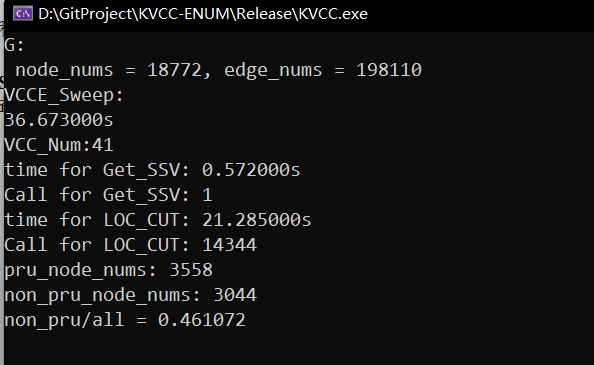 D:\GitProject\KVCC-ENUM\Release\KVCC.exe
G:
node_nums = 18772, edge_nums = 198110
VCCE_Sweep:
36.673000s
VCC_Num:41
time for Get_SSV: 0.572000s
Call for Get_SSV: 1
time for LOC_CUT: 21.285000s
Call for LOC_CUT: 14344
pru_node_nums: 3558
non_pru_node_nums: 3044
non_pru/all = 0.461072